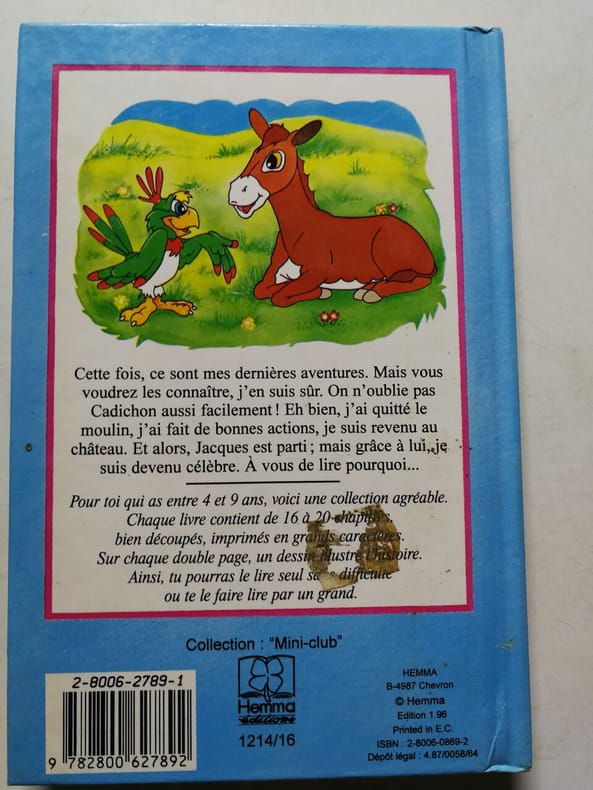 Cette fois, ce sont mes dernières aventures. Mais vous
voudrez les connaître, j'en suis sûr. On n'oublie pas
Cadichon aussi facilement ! Eh bien, j'ai quitté le
moulin, j'ai fait de bonnes actions, je suis revenu au
château. Et alors, Jacques est parti ; mais grâce à lui, je
suis devenu célèbre. À vous de lire pourquoi...
Pour toi qui as entre 4 et 9 ans, voici une collection agréable.
Chaque livre contient de 16 à 20 chapitres,
bien découpés, imprimés en grands caractères.
Sur chaque double page, un dessin illustre l'histoire.
Ainsi, tu pourras le lire seul difficulté
ou te le faire lire par un grand.
Collection : "Mini-club"
Hemma
éditions
1214/16
2-8006-2789-1
9 782800 627892
HEMMA
B-4987 Chevron
© Hemma
Edition 1.96
Printed in E.C.
ISBN : 2-8006-0869-2
Dépôt légal : 4.87/0058/64